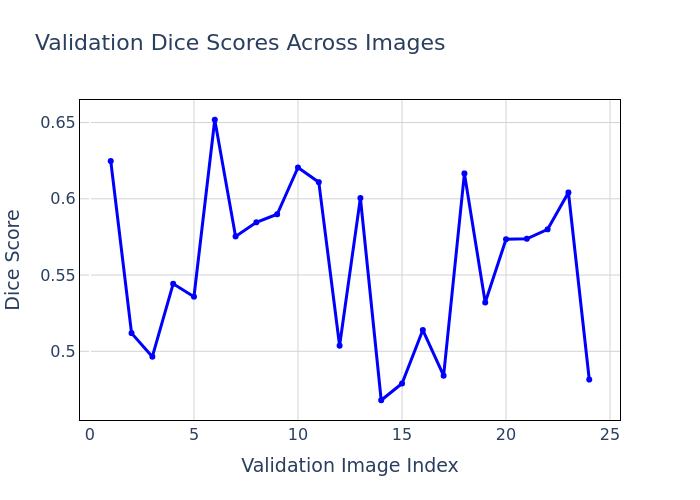 Validation Dice Scores Across Images
0.65
0.6
0.55
0.5
Dice Score
0 5 10 15 20 25
Validation Image Index